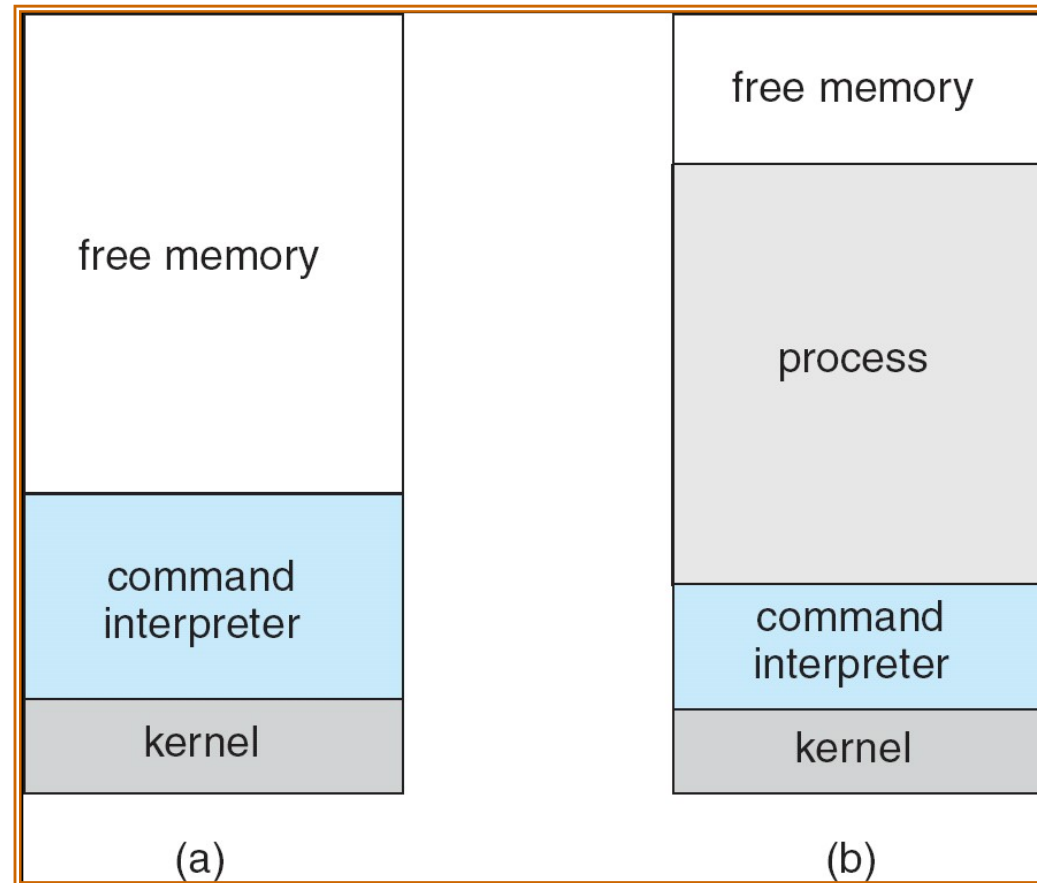 free memory
command
interpreter
kernel
(a)
free memory
process
command
interpreter
kernel
(b)